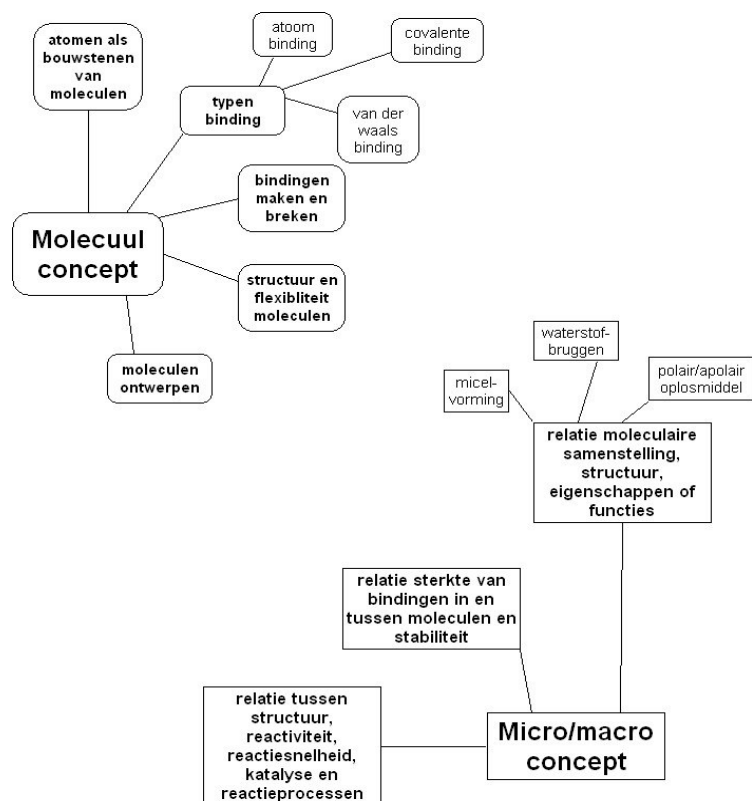 atomen als
bouwstenen
van
moleculen
atoom
binding
covalente
binding
typen
binding
van der
waals
binding
bindingen
maken en
breken
Molecuul
concept
structuur en
flexibliteit
moleculen
moleculen
ontwerpen
waterstof-
bruggen
micel-
vorming
polair/apolair
oplosmiddel
relatie moleculaire
samenstelling,
structuur,
eigenschappen of
functies
relatie sterkte van
bindingen in en
tussen moleculen en
stabiliteit
relatie tussen
structuur,
reactiviteit,
reactiesnelheid,
katalyse en
reactieprocessen
Micro/macro
concept